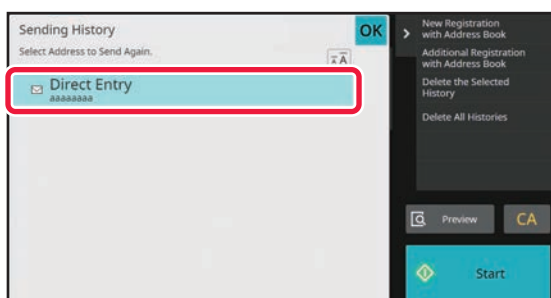 Sending History
OK
Select Address to Send Again.
Direct Entry
aaaaaaaa
New Registration
with Address Book
Additional Registration
with Address Book
Delete the Selected
History
Delete All Histories
Preview
CA
Start